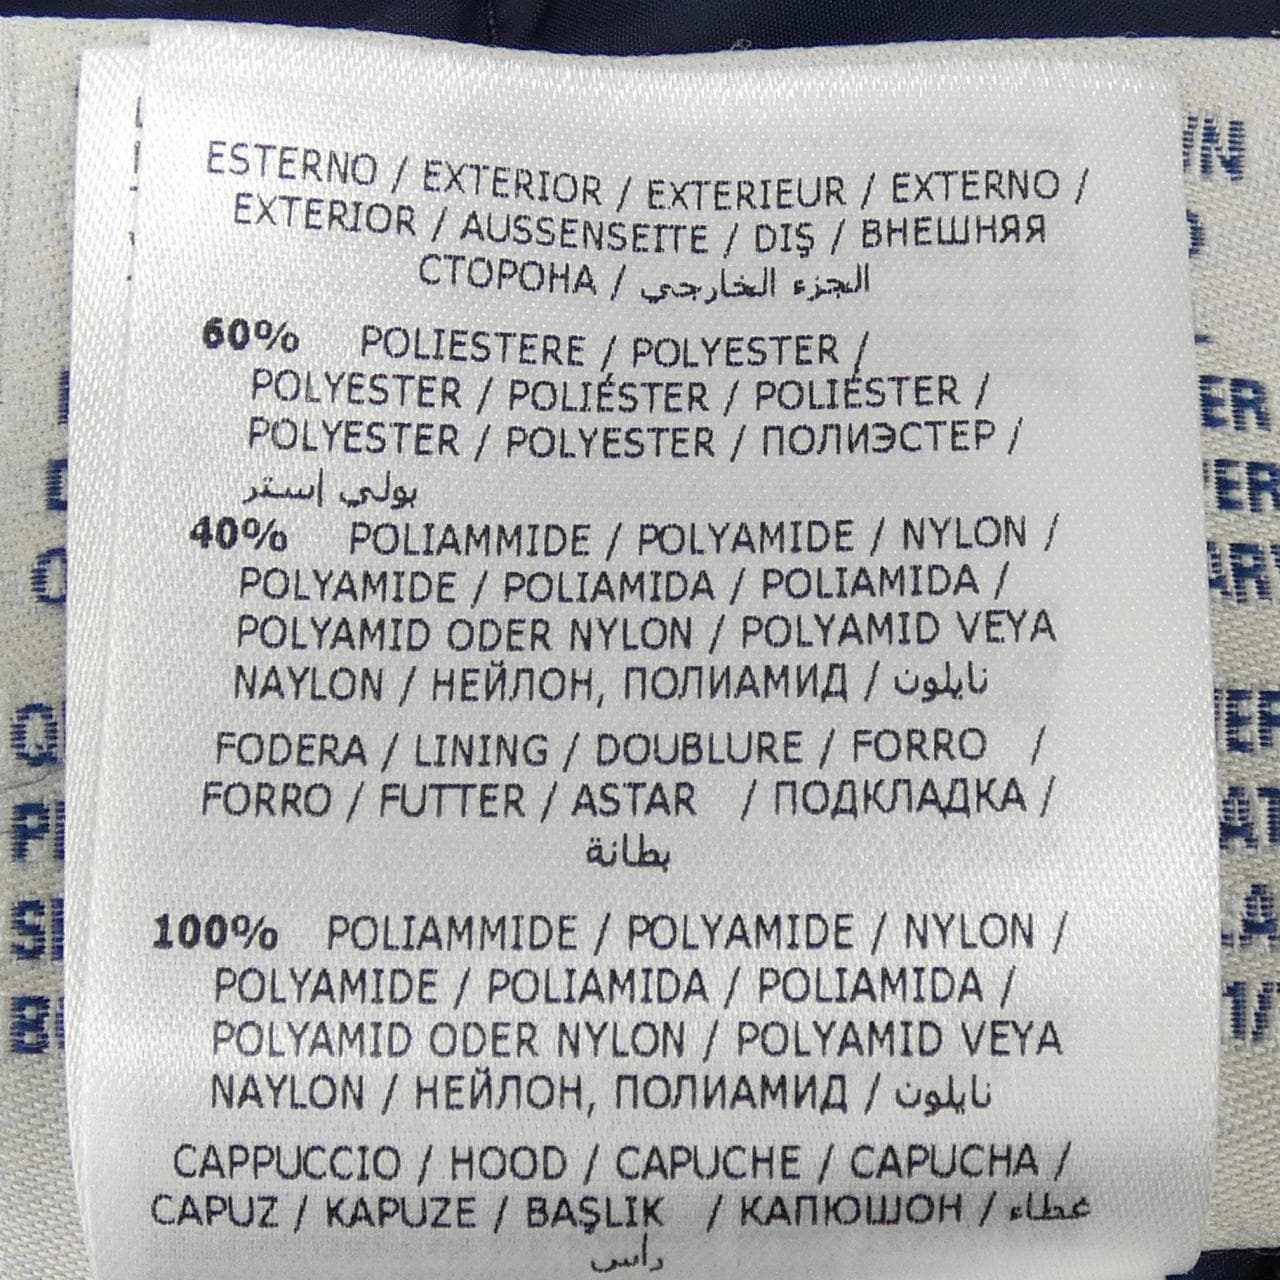 ESTERNO / EXTERIOR / EXTERIEUR / EXTERNO /
EXTERIOR / AUSSENSEITE / DIŞ / ВНЕШНЯЯ
СТОРОНА / الجزء الخارجي
60% POLIESTERE / POLYESTER /
POLYESTER / POLIÉSTER / POLIÉSTER /
POLYESTER / POLYESTER / ПОЛИЭСТЕР /
بولي إستر
40% POLIAMMIDE / POLYAMIDE / NYLON /
POLYAMIDE / POLIAMIDA / POLIAMIDA /
POLYAMID ODER NYLON / POLYAMID VEYA
NAYLON / НЕЙЛОН, ПОЛИАМИД / نايلون
FODERA / LINING / DOUBLURE / FORRO /
FORRO / FUTTER / ASTAR / ПОДКЛАДКА /
بطانة
100% POLIAMMIDE / POLYAMIDE / NYLON /
POLYAMIDE / POLIAMIDA / POLIAMIDA /
POLYAMID ODER NYLON / POLYAMID VEYA
NAYLON / НЕЙЛОН, ПОЛИАМИД / نايلون
CAPPUCCIO / HOOD / CAPUCHE / CAPUCHA /
CAPUZ / KAPUZE / BAŞLIK / КАПЮШОН / غطاء
راس